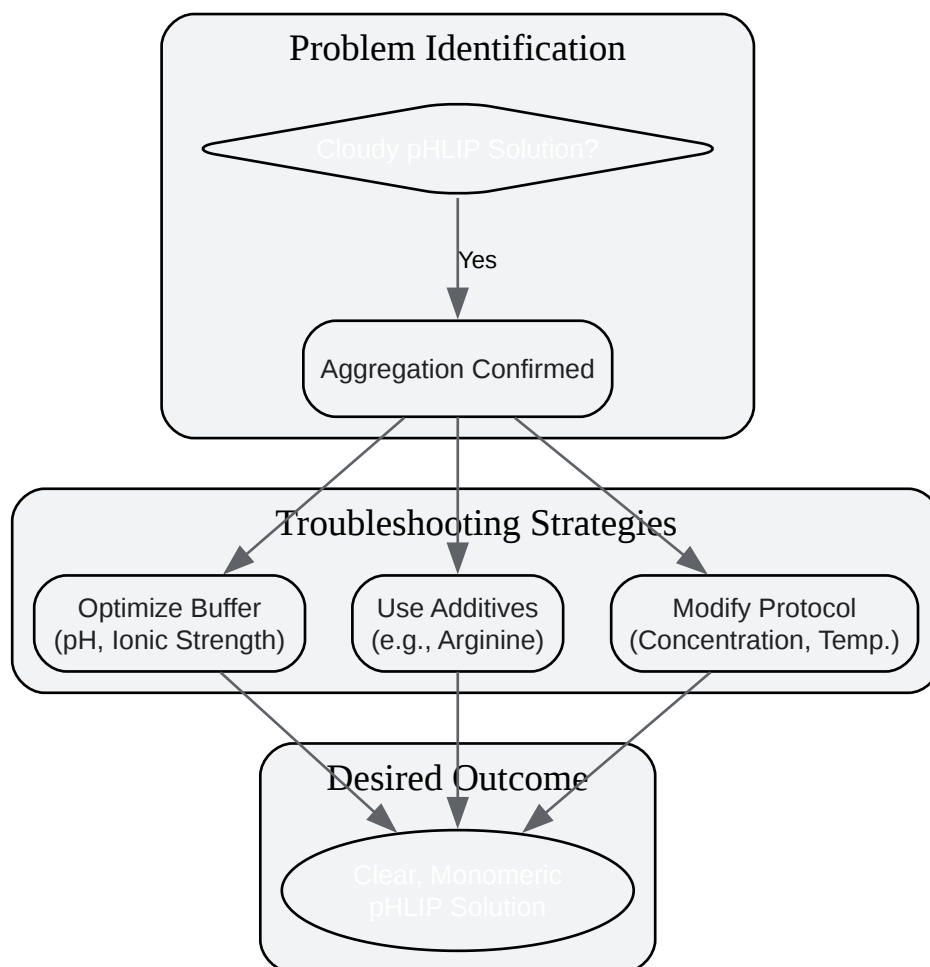 Problem Identification
Cloudy pHLIP Solution?
Yes
Aggregation Confirmed
Troubleshooting Strategies
Optimize Buffer
(pH, Ionic Strength)
Use Additives
(e.g., Arginine)
Modify Protocol
(Concentration, Temp.)
Desired Outcome
Clear, Monomeric
pHLIP Solution